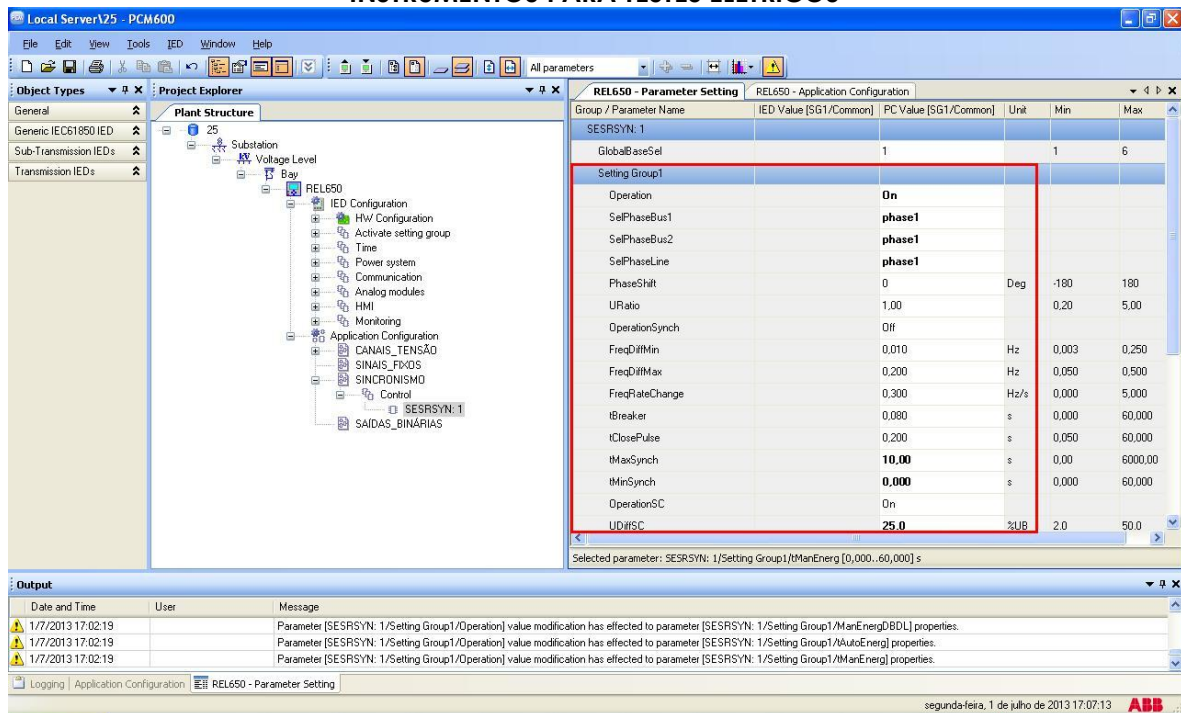 INSTRUMENTOS PARA TESTES ELÉTRICOS
Local Server\25 - PCM600
File Edit View Tools IED Window Help
All parameters
Object Types
General
Generic IEC61850 IED
Sub-Transmission IEDs
Transmission IEDs
Project Explorer
Plant Structure
25
Substation
Voltage Level
Bay
REL650
IED Configuration
HW Configuration
Activate setting group
Time
Power system
Communication
Analog modules
HMI
Monitoring
Application Configuration
CANAIS_TENSÃO
SINAIS_FIXOS
SINCRONISMO
Control
SESRSYN: 1
SAÍDAS_BINÁRIAS
REL650 - Parameter Setting REL650 - Application Configuration
Group / Parameter Name IED Value [SG1/Common] PC Value [SG1/Common] Unit Min Max
SESRSYN: 1
GlobalBaseSel 1 1 6
Setting Group1
Operation On
SelPhaseBus1 phase1
SelPhaseBus2 phase1
SelPhaseLine phase1
PhaseShift 0 Deg -180 180
URatio 1,00 0,20 5,00
OperationSynch Off
FreqDiffMin 0,010 Hz 0,003 0,250
FreqDiffMax 0,200 Hz 0,050 0,500
FreqRateChange 0,300 Hz/s 0,000 5,000
tBreaker 0,080 s 0,000 60,000
tClosePulse 0,200 s 0,050 60,000
tMaxSynch 10,00 s 0,00 6000,00
tMinSynch 0,000 s 0,000 60,000
OperationSC On
UDiffSC 25.0 %UB 2.0 50.0
Selected parameter: SESRSYN: 1/Setting Group1/tManEnerg [0,000..60,000] s
Output
Date and Time User Message
1/7/2013 17:02:19 Parameter [SESRSYN: 1/Setting Group1/Operation] value modification has effected to parameter [SESRSYN: 1/Setting Group1/ManEnergDBDL] properties.
1/7/2013 17:02:19 Parameter [SESRSYN: 1/Setting Group1/Operation] value modification has effected to parameter [SESRSYN: 1/Setting Group1/tAutoEnerg] properties.
1/7/2013 17:02:19 Parameter [SESRSYN: 1/Setting Group1/Operation] value modification has effected to parameter [SESRSYN: 1/Setting Group1/tManEnerg] properties.
Logging Application Configuration REL650 - Parameter Setting
segunda-feira, 1 de julho de 2013 17:07:13 ABB